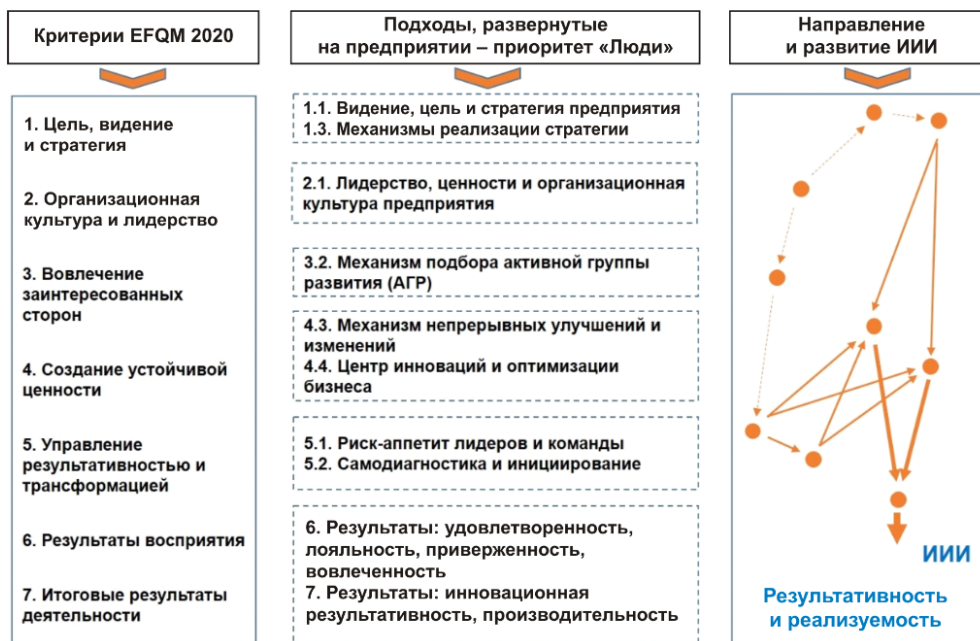 Критерии EFQM 2020
Подходы, развернутые
на предприятии – приоритет «Люди»
Направление
и развитие ИИИ
1. Цель, видение
и стратегия
2. Организационная
культура и лидерство
3. Вовлечение
заинтересованных
сторон
4. Создание устойчивой
ценности
5. Управление
результативностью и
трансформацией
6. Результаты восприятия
7. Итоговые результаты
деятельности
1.1. Видение, цель и стратегия предприятия
1.3. Механизмы реализации стратегии
2.1. Лидерство, ценности и организационная
культура предприятия
3.2. Механизм подбора активной группы
развития (АГР)
4.3. Механизм непрерывных улучшений и
изменений
4.4. Центр инноваций и оптимизации
бизнеса
5.1. Риск-аппетит лидеров и команды
5.2. Самодиагностика и инициирование
6. Результаты: удовлетворенность,
лояльность, приверженность,
вовлеченность
7. Результаты: инновационная
результативность, производительность
ИИИ
Результативность
и реализуемость